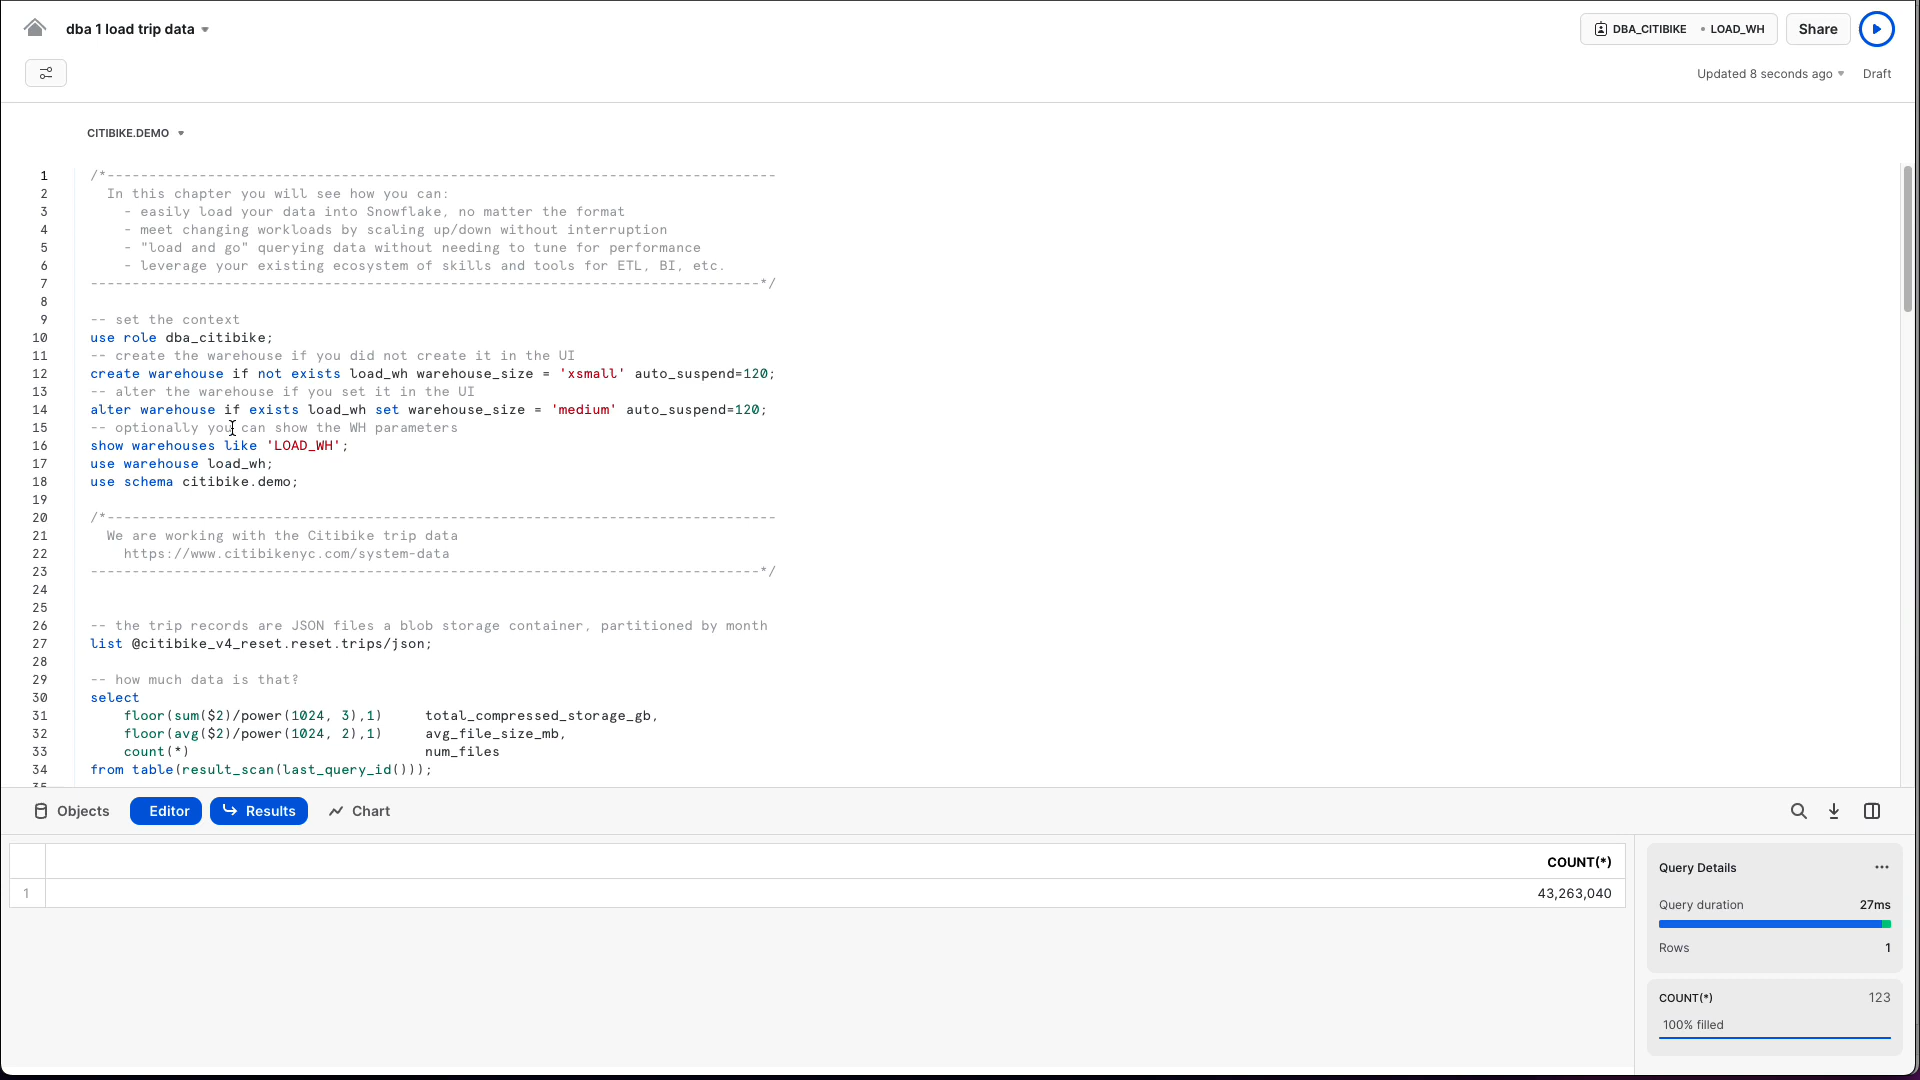 dba 1 load trip data
DBA_CITIBIKE • LOAD_WH
Share
Updated 8 seconds ago
Draft
CITIBIKE.DEMO
1 /*--------------------------------------------------------------------------------
2 In this chapter you will see how you can:
3 - easily load your data into Snowflake, no matter the format
4 - meet changing workloads by scaling up/down without interruption
5 - "load and go" querying data without needing to tune for performance
6 - leverage your existing ecosystem of skills and tools for ETL, BI, etc.
7 --------------------------------------------------------------------------------*/
8
9 -- set the context
10 use role dba_citibike;
11 -- create the warehouse if you did not create it in the UI
12 create warehouse if not exists load_wh warehouse_size = 'xsmall' auto_suspend=120;
13 -- alter the warehouse if you set it in the UI
14 alter warehouse if exists load_wh set warehouse_size = 'medium' auto_suspend=120;
15 -- optionally you can show the WH parameters
16 show warehouses like 'LOAD_WH';
17 use warehouse load_wh;
18 use schema citibike.demo;
19
20 /*--------------------------------------------------------------------------------
21 We are working with the Citibike trip data
22 https://www.citibikenyc.com/system-data
23 --------------------------------------------------------------------------------*/
24
25
26 -- the trip records are JSON files a blob storage container, partitioned by month
27 list @citibike_v4_reset.reset.trips/json;
28
29 -- how much data is that?
30 select
31 floor(sum($2)/power(1024, 3),1) total_compressed_storage_gb,
32 floor(avg($2)/power(1024, 2),1) avg_file_size_mb,
33 count(*) num_files
34 from table(result_scan(last_query_id()));
35
Objects
Editor
Results
Chart
COUNT(*)
1 43,263,040
Query Details ...
Query duration 27ms
Rows 1
COUNT(*) 123
100% filled